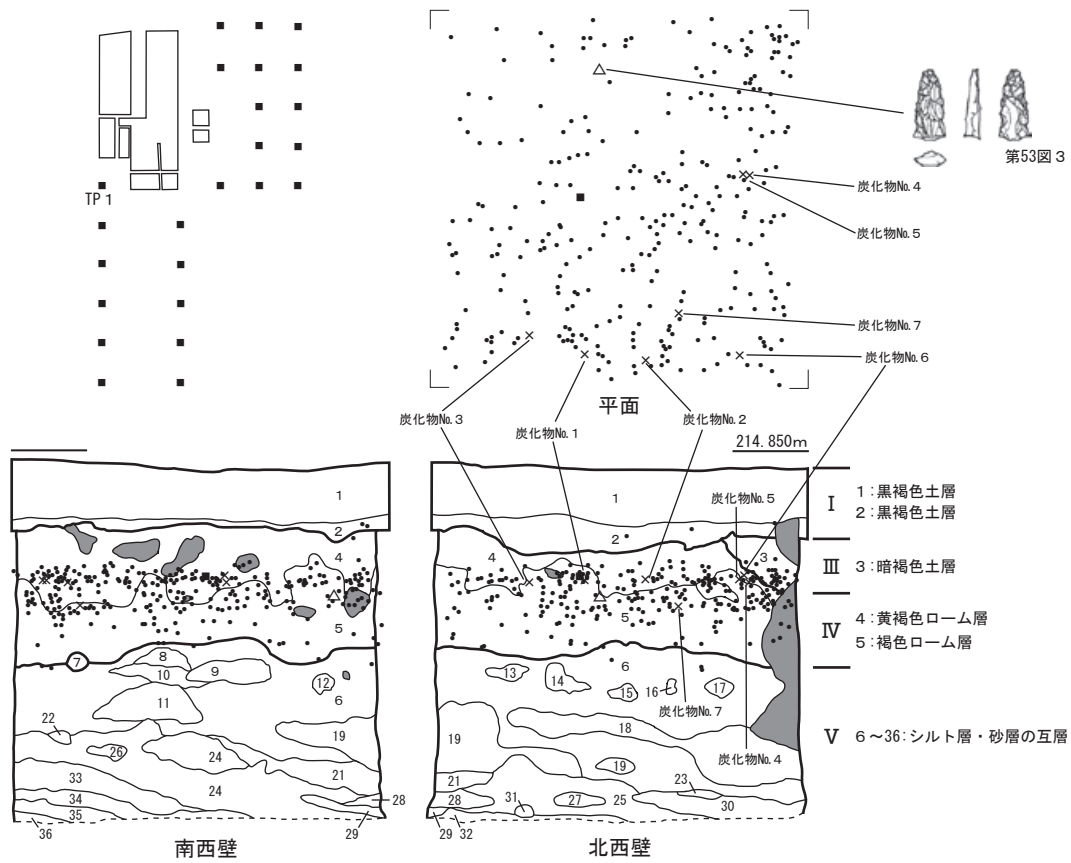 TP 1
第53図 3
炭化物No. 4
炭化物No. 5
炭化物No. 7
炭化物No. 6
平面
炭化物No. 3
炭化物No. 1
炭化物No. 2
214.850m
1
2
4
5
7
8
9
10
11
12
6
22
26
19
24
33
21
24
34
35
28
36
29
南西壁
1
炭化物No. 5
2
4
3
5
6
13
14
15
16
17
炭化物No. 7
19
18
19
炭化物No. 4
21
23
28
31
27
25
30
29
32
北西壁
Ⅰ
1:黒褐色土層
2:黒褐色土層
Ⅲ
3:暗褐色土層
Ⅳ
4:黄褐色ローム層
5:褐色ローム層
Ⅴ
6~36:シルト層・砂層の互層